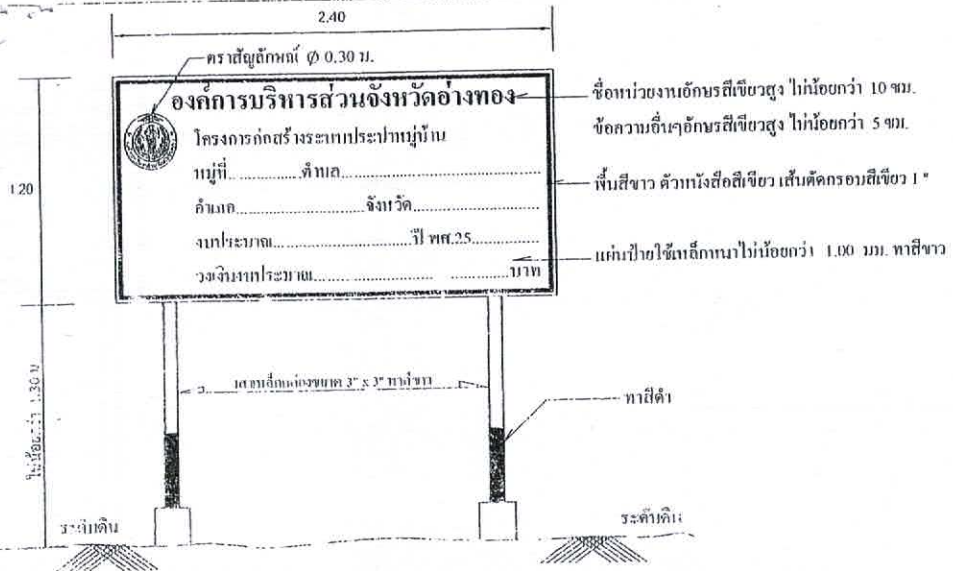 2.40
ตราสัญลักษณ์ Ø 0.30 ม.
องค์การบริหารส่วนจังหวัดอ่างทอง
โครงการก่อสร้างระบบประปาหมู่บ้าน
หมู่ที่................ตำบล........................................
อำเภอ..........................จังหวัด..........................
งบประมาณ............................ปี พศ.25..............
วงเงินงบประมาณ........................ ............บาท
ชื่อหน่วยงานอักษรสีเขียวสูง ไม่น้อยกว่า 10 ซม.
ข้อความอื่นๆอักษรสีเขียวสูง ไม่น้อยกว่า 5 ซม.
พื้นสีขาว ตัวหนังสือสีเขียว เส้นตัดกรอบสีเขียว 1 "
แผ่นป้ายใช้เหล็กหนาไม่น้อยกว่า 1.00 มม. ทาสีขาว
1.20
ไม่น้อยกว่า 1.30 ม
เสาเหล็กกล่องขนาด 3" x 3" ทาสีขาว
ทาสีดำ
ระดับดิน
ระดับดิน